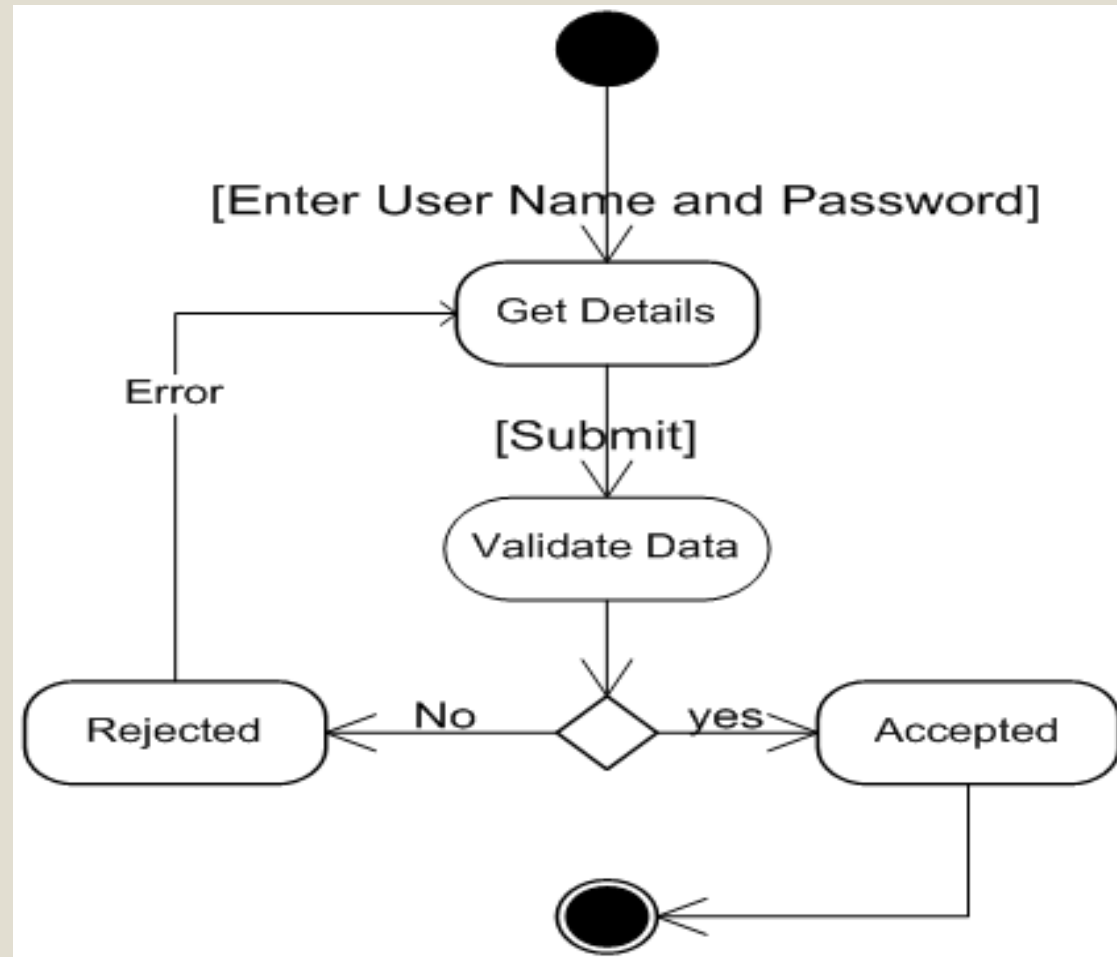 [Enter User Name and Password]
Get Details
Error
[Submit]
Validate Data
Rejected
No
yes
Accepted